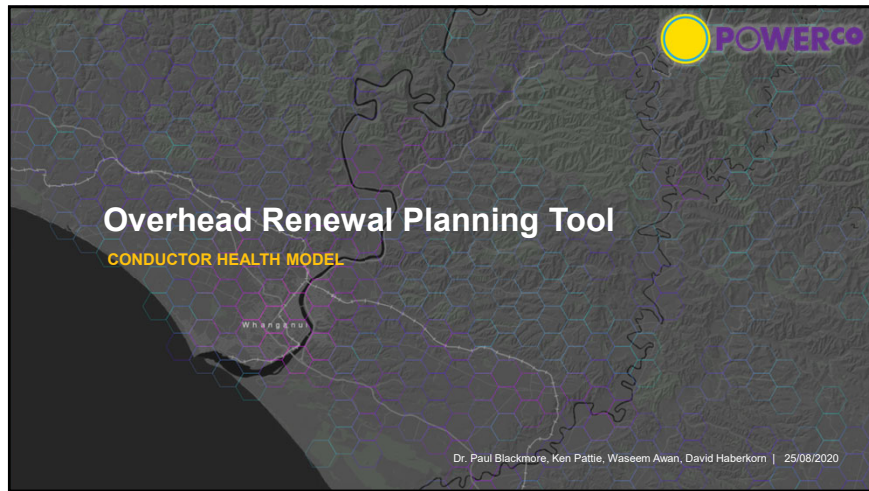 POWERCO
Overhead Renewal Planning Tool
CONDUCTOR HEALTH MODEL
Whanganui
Dr. Paul Blackmore, Ken Pattie, Waseem Awan, David Haberkorn | 25/08/2020